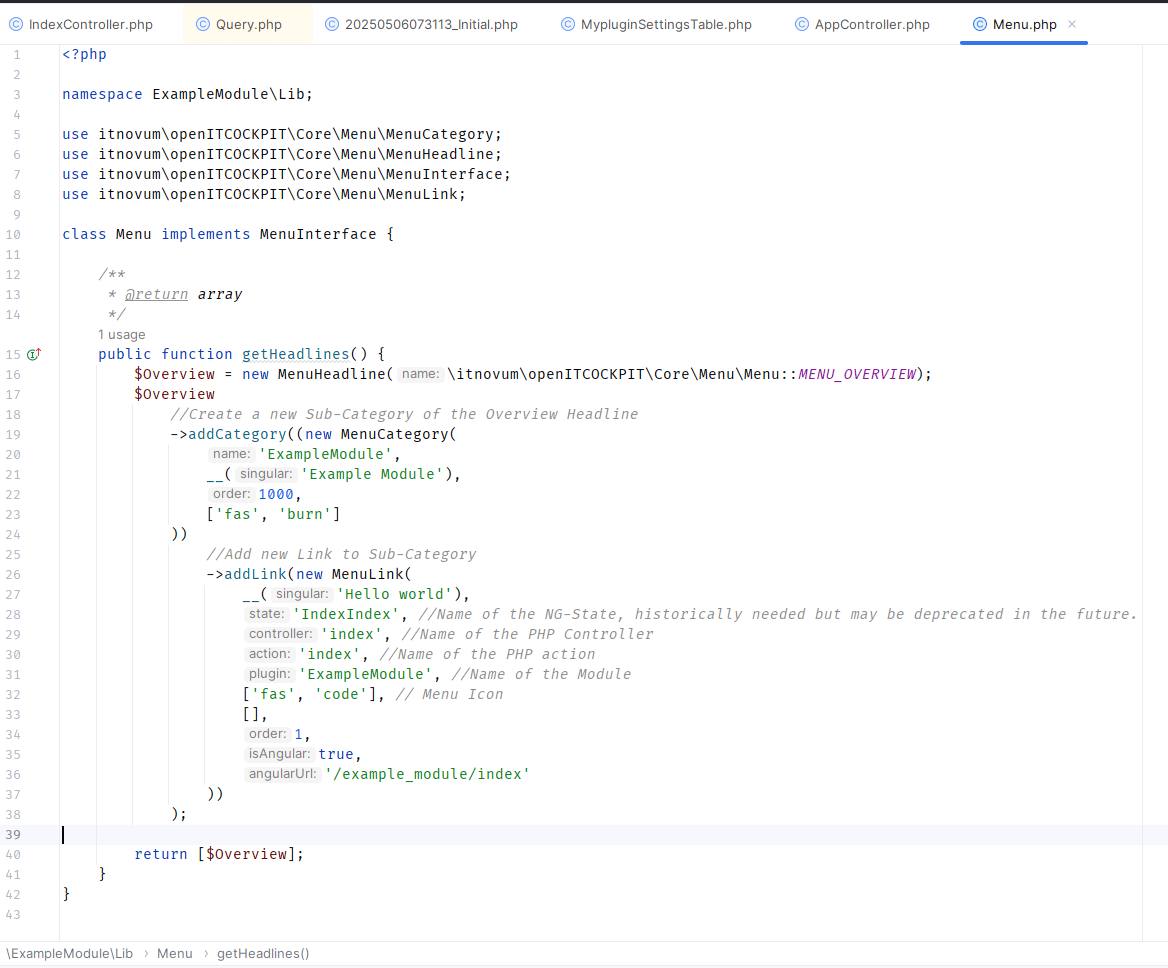 IndexController.php Query.php 20250506073113_Initial.php MypluginSettingsTable.php AppController.php Menu.php ×
1 <?php
2
3 namespace ExampleModule\Lib;
4
5 use itnovum\openITCOCKPIT\Core\Menu\MenuCategory;
6 use itnovum\openITCOCKPIT\Core\Menu\MenuHeadline;
7 use itnovum\openITCOCKPIT\Core\Menu\MenuInterface;
8 use itnovum\openITCOCKPIT\Core\Menu\MenuLink;
9
10 class Menu implements MenuInterface {
11
12 /**
13 * @return array
14 */
1 usage
15 public function getHeadlines() {
16 $Overview = new MenuHeadline( name: \itnovum\openITCOCKPIT\Core\Menu\Menu::MENU_OVERVIEW);
17 $Overview
18 //Create a new Sub-Category of the Overview Headline
19 ->addCategory((new MenuCategory(
20 name: 'ExampleModule',
21 __( singular: 'Example Module'),
22 order: 1000,
23 ['fas', 'burn']
24 ))
25 //Add new Link to Sub-Category
26 ->addLink(new MenuLink(
27 __( singular: 'Hello world'),
28 state: 'IndexIndex', //Name of the NG-State, historically needed but may be deprecated in the future.
29 controller: 'index', //Name of the PHP Controller
30 action: 'index', //Name of the PHP action
31 plugin: 'ExampleModule', //Name of the Module
32 ['fas', 'code'], // Menu Icon
33 [],
34 order: 1,
35 isAngular: true,
36 angularUrl: '/example_module/index'
37 ))
38 );
39
40 return [$Overview];
41 }
42 }
43
\ExampleModule\Lib › Menu › getHeadlines()